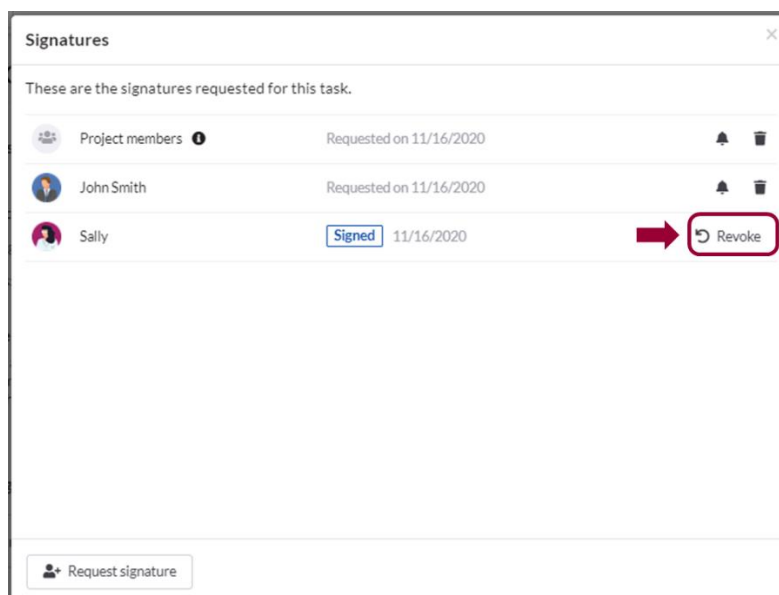 Signatures
These are the signatures requested for this task.
Project members Requested on 11/16/2020
John Smith Requested on 11/16/2020
Sally Signed 11/16/2020 Revoke
Request signature